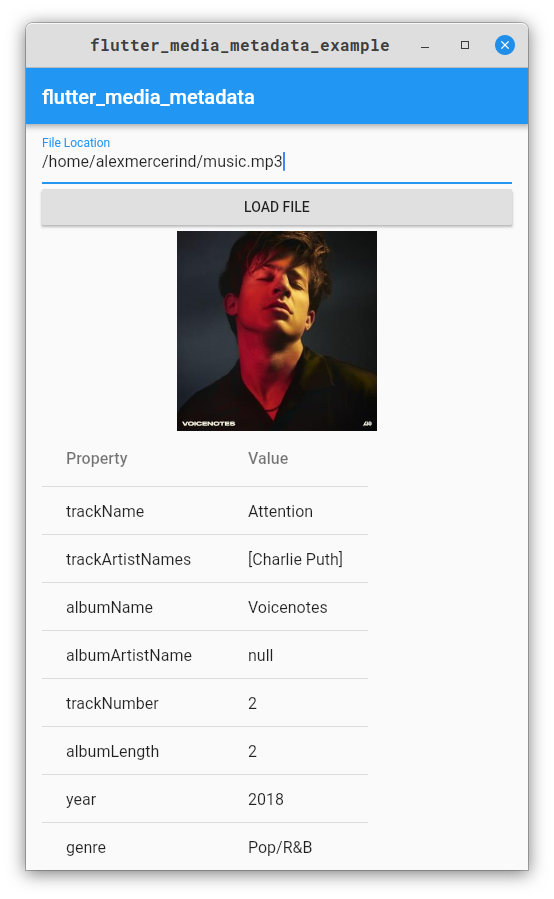 flutter_media_metadata_example
flutter_media_metadata
File Location
/home/alexmercerind/music.mp3
LOAD FILE
VOICENOTES
Property Value
trackName Attention
trackArtistNames [Charlie Puth]
albumName Voicenotes
albumArtistName null
trackNumber 2
albumLength 2
year 2018
genre Pop/R&B